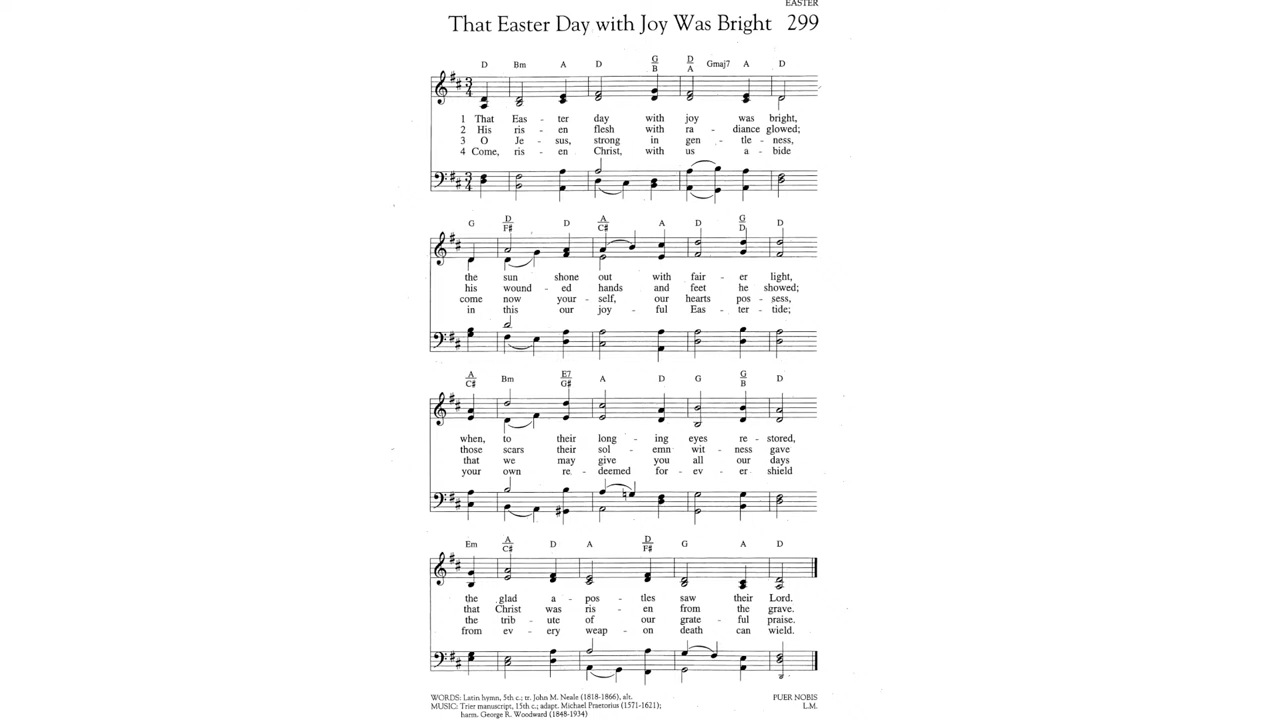 EASTER
That Easter Day with Joy Was Bright 299
D Bm A D G/B D/A Gmaj7 A D
1 That Eas - ter day with joy was bright,
2 His ris - en flesh with ra - diance glowed;
3 O Je - sus, strong in gen - tle - ness,
4 Come, ris - en Christ, with us a - bide
G D/F# D A/C# A D G/D D
the sun shone out with fair - er light,
his wound - ed hands and feet he showed;
come now your - self, our hearts pos - sess,
in this our joy - ful Eas - ter - tide;
A/C# Bm E7/G# A D G G/B D
when, to their long - ing eyes re - stored,
those scars their sol - emn wit - ness gave
that we may give you all our days
your own re - deemed for - ev - er shield
Em A/C# D A D/F# G A D
the glad a - pos - tles saw their Lord.
that Christ was ris - en from the grave.
the trib - ute of our grate - ful praise.
from ev - ery weap - on death can wield.
WORDS: Latin hymn, 5th c.; tr. John M. Neale (1818-1866), alt. PUER NOBIS
MUSIC: Trier manuscript, 15th c.; adapt. Michael Praetorius (1571-1621); L.M.
harm. George R. Woodward (1848-1934)